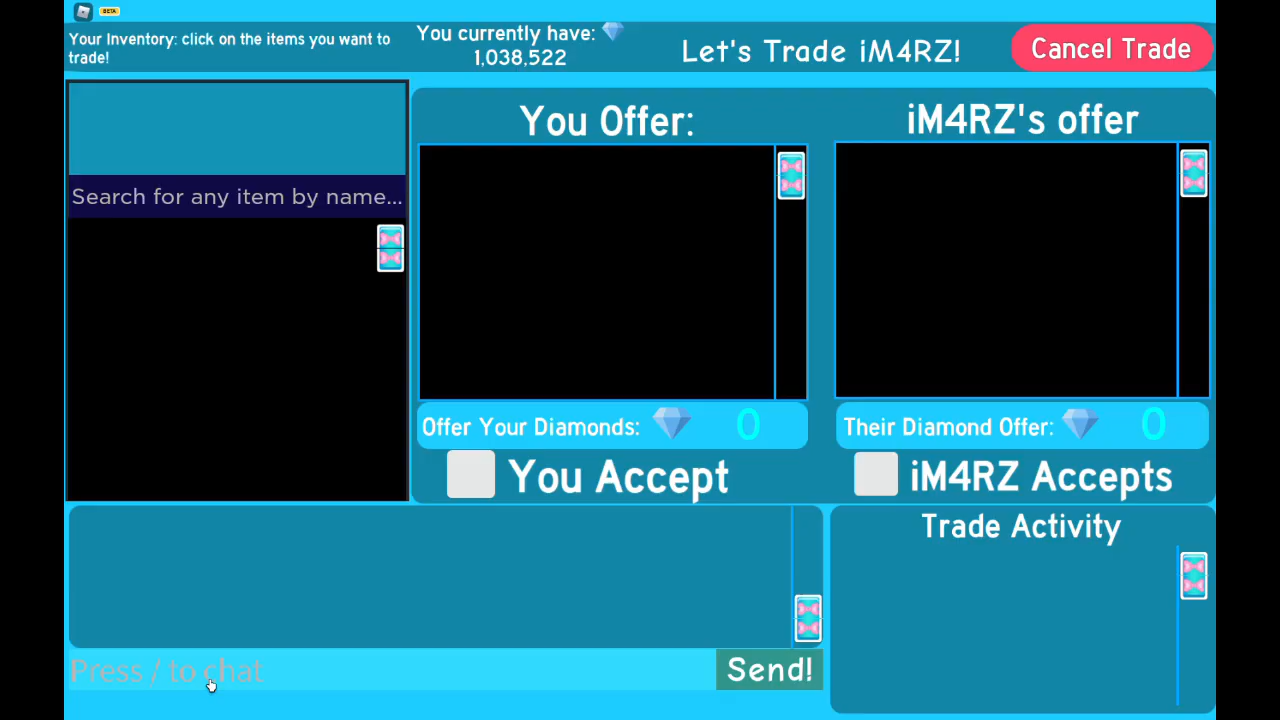 BETA
Your Inventory: click on the items you want to
trade!
You currently have:
1,038,522
Let's Trade iM4RZ!
Cancel Trade
Search for any item by name...
You Offer:
iM4RZ's offer
Offer Your Diamonds: 0
Their Diamond Offer: 0
You Accept
iM4RZ Accepts
Trade Activity
Press / to chat
Send!